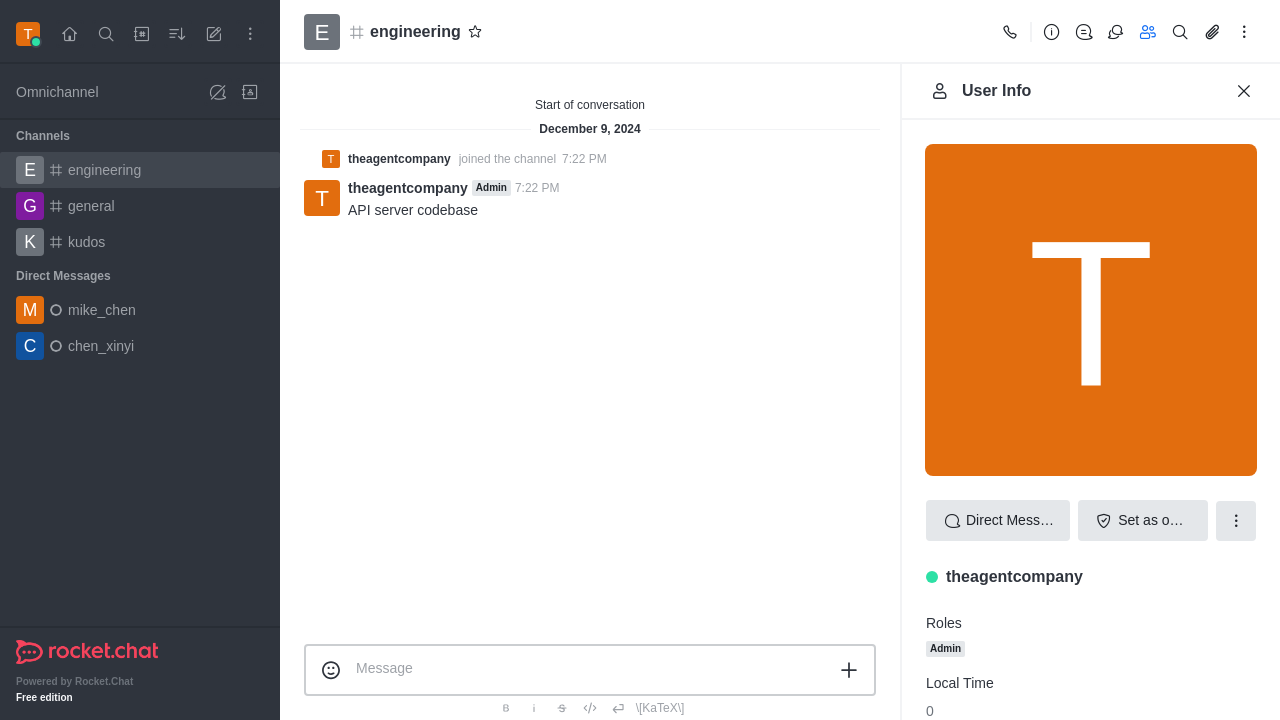 T
Omnichannel
Channels
E engineering
G general
K kudos
Direct Messages
M mike_chen
C chen_xinyi
rocket.chat
Powered by Rocket.Chat
Free edition
E engineering
Start of conversation
December 9, 2024
T theagentcompany joined the channel 7:22 PM
T theagentcompany Admin 7:22 PM
API server codebase
Message
B i S \[KaTeX\]
User Info
T
Direct Mess… Set as o…
theagentcompany
Roles
Admin
Local Time
0